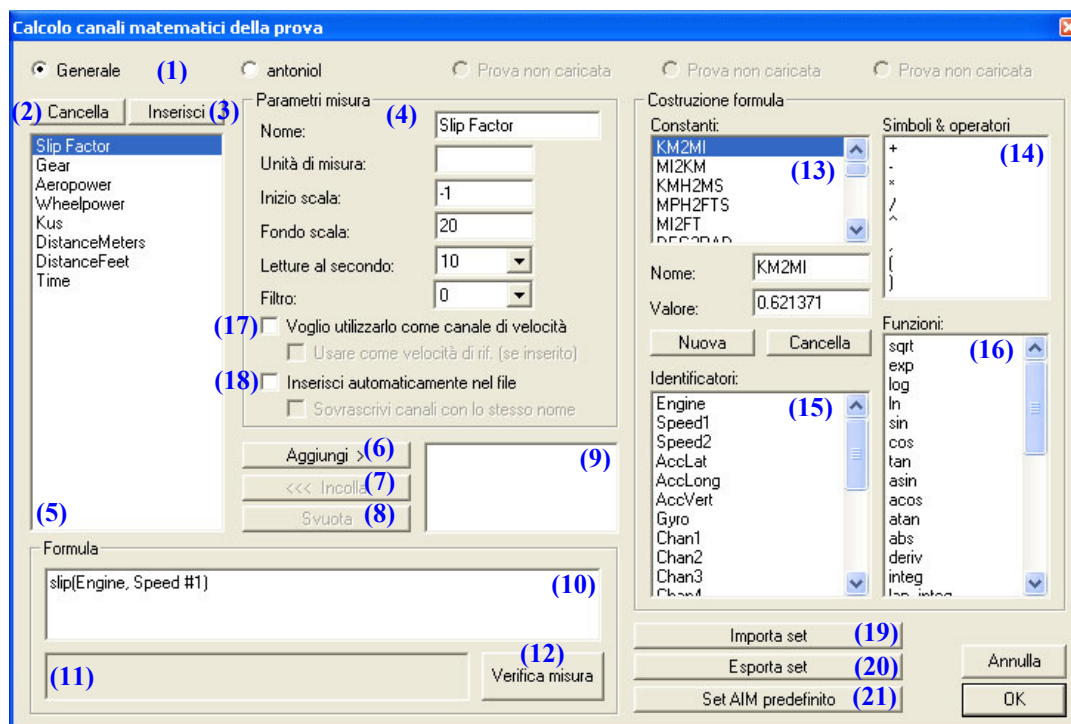 Calcolo canali matematici della prova
Generale (1) antoniol Prova non caricata Prova non caricata Prova non caricata
(2) Cancella Inserisci (3)
Slip Factor
Gear
Aeropower
Wheelpower
Kus
DistanceMeters
DistanceFeet
Time
(5)
Parametri misura (4)
Nome: Slip Factor
Unità di misura:
Inizio scala: -1
Fondo scala: 20
Letture al secondo: 10
Filtro: 0
(17) Voglio utilizzarlo come canale di velocità
Usare come velocità di rif. (se inserito)
(18) Inserisci automaticamente nel file
Sovrascrivi canali con lo stesso nome
Aggiungi > (6)
<<< Incolla (7)
Svuota (8)
(9)
Formula
slip(Engine, Speed #1) (10)
(11)
(12)
Verifica misura
Costruzione formula
Constanti:
KM2MI
MI2KM
KMH2MS
MPH2FTS
MI2FT
DEG2RAD
(13)
Nome: KM2MI
Valore: 0.621371
Nuova Cancella
Identificatori:
Engine
Speed1
Speed2
AccLat
AccLong
AccVert
Gyro
Chan1
Chan2
Chan3
Chan4
(15)
Simboli & operatori
+
-
*
/
^
,
(
)
(14)
Funzioni:
sqrt
exp
log
ln
sin
cos
tan
asin
acos
atan
abs
deriv
integ
lap_integ
(16)
Importa set (19)
Esporta set (20)
Set AIM predefinito (21)
Annulla
OK